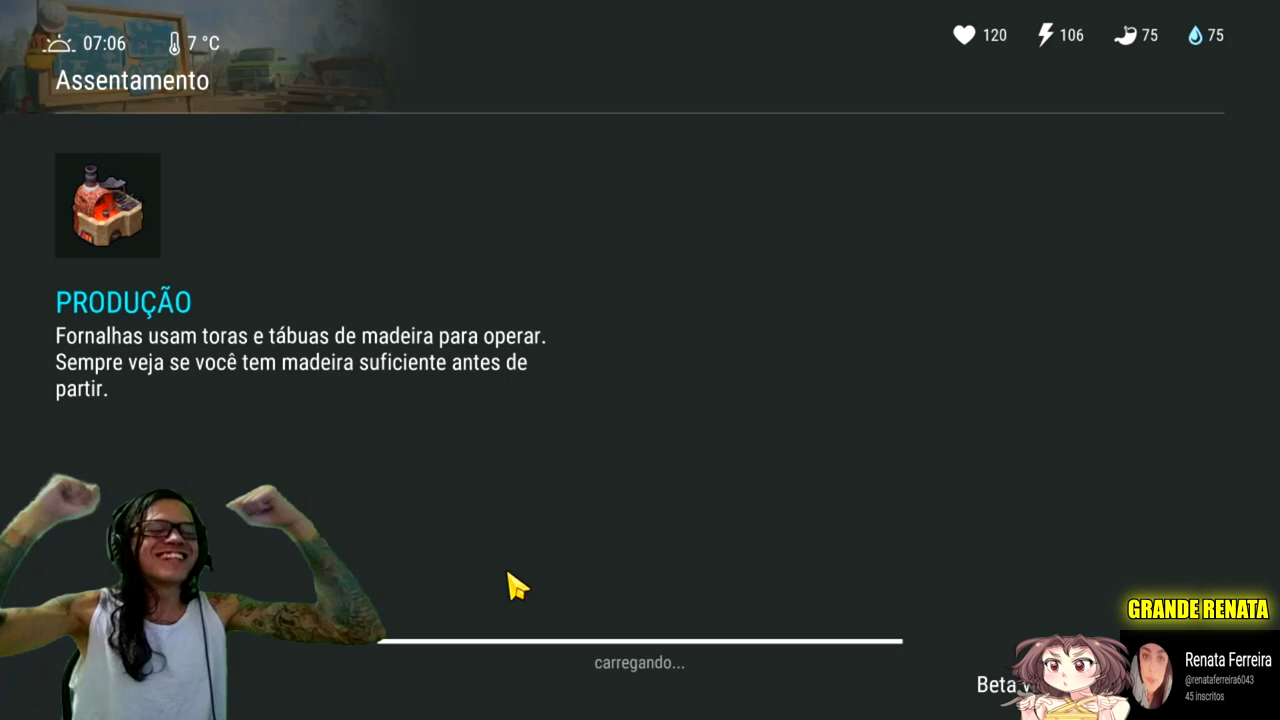 07:06
7 °C
120
106
75
75
Assentamento
PRODUÇÃO
Fornalhas usam toras e tábuas de madeira para operar.
Sempre veja se você tem madeira suficiente antes de
partir.
carregando...
GRANDE RENATA
Renata Ferreira
@renataferreira6043
45 inscritos
Beta